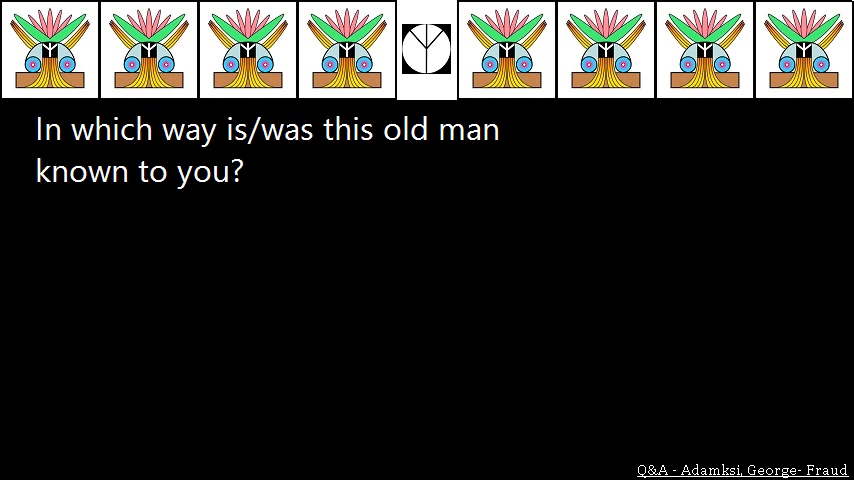 In which way is/was this old man
known to you?
Q&A - Adamksi, George- Fraud